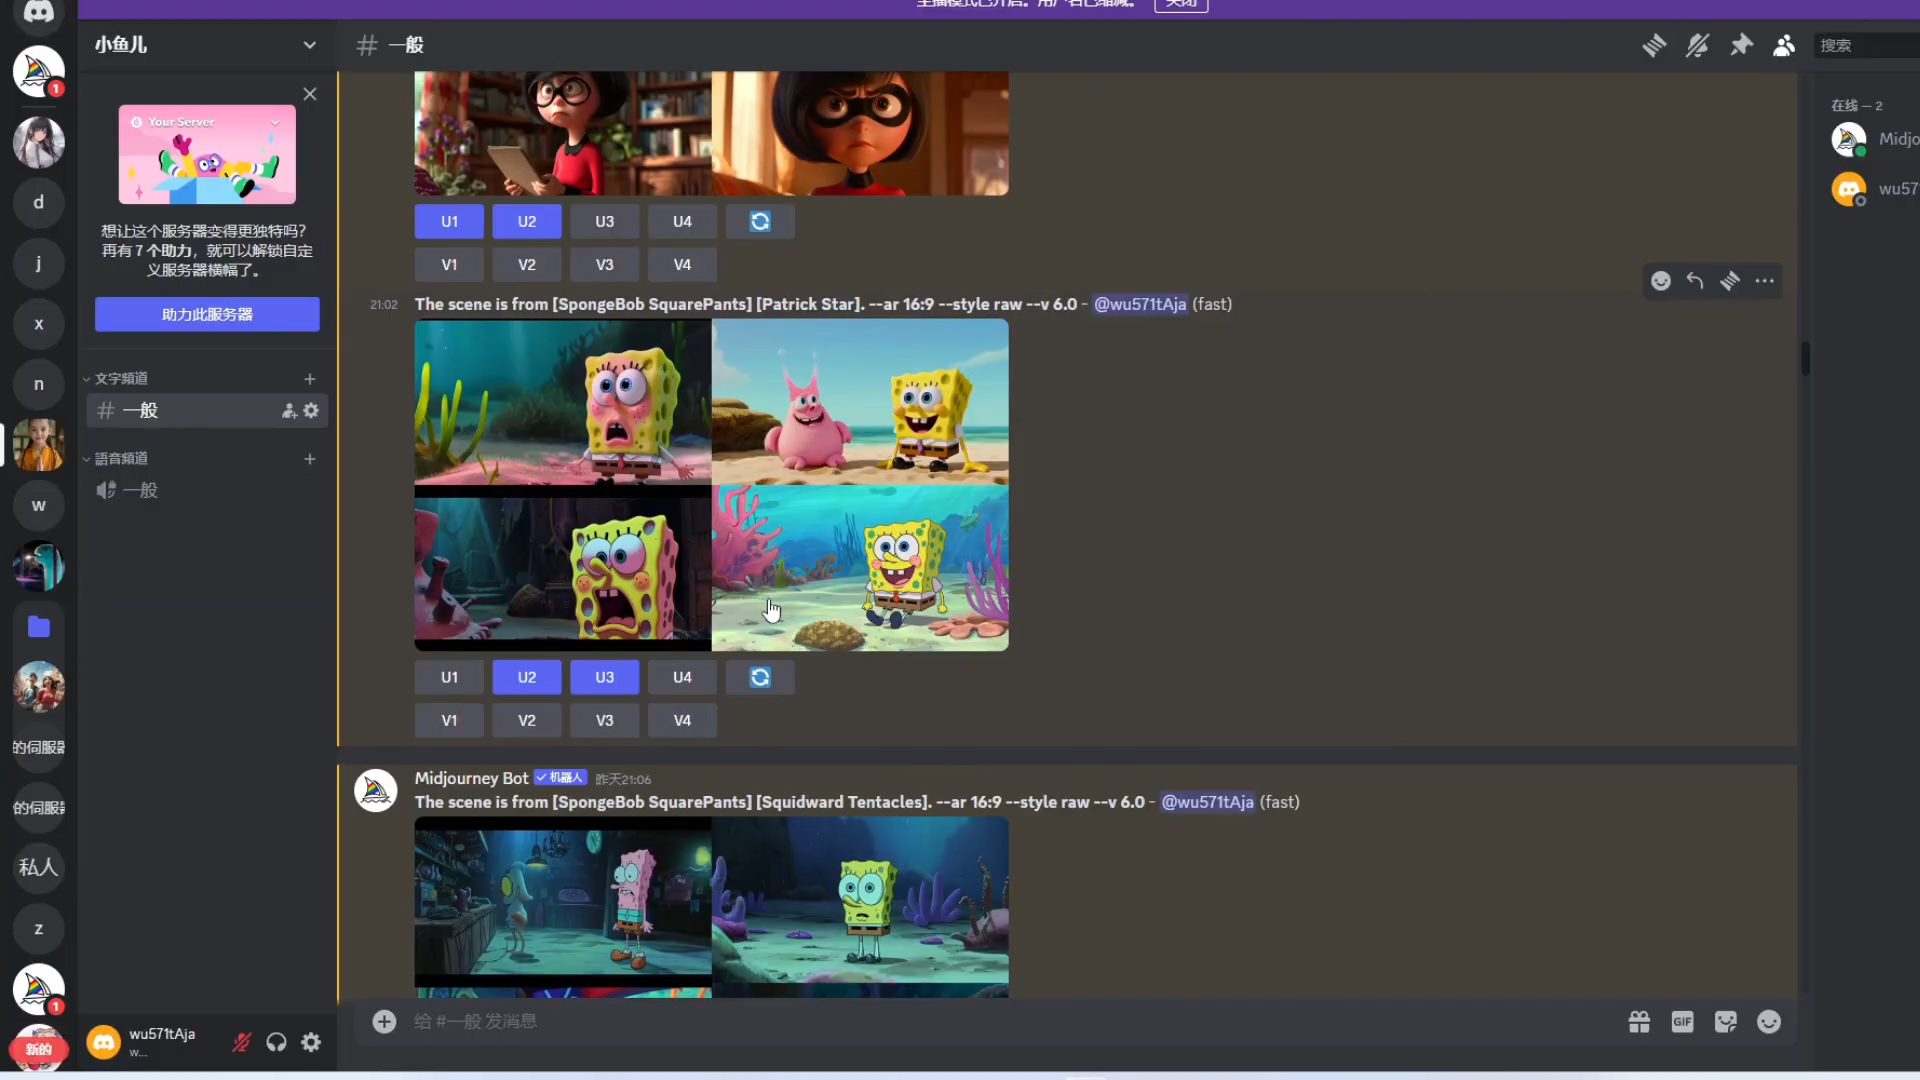 小鱼儿
一般
搜索
1
Your Server
想让这个服务器变得更独特吗?
再有 7 个助力，就可以解锁自定
义服务器横幅了。
助力此服务器
文字頻道
一般
語音頻道
一般
d
j
x
n
w
的伺服器
私人
z
1
新的
wu571tAja
w...
U1 U2 U3 U4
V1 V2 V3 V4
21:02 The scene is from [SpongeBob SquarePants] [Patrick Star]. --ar 16:9 --style raw --v 6.0 - @wu571tAja (fast)
U1 U2 U3 U4
V1 V2 V3 V4
Midjourney Bot 机器人 昨天21:06
The scene is from [SpongeBob SquarePants] [Squidward Tentacles]. --ar 16:9 --style raw --v 6.0 - @wu571tAja (fast)
给 #一般 发消息
GIF
在线 — 2
Midjo
wu57